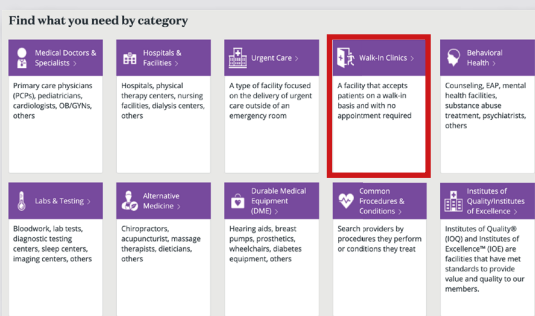 Find what you need by category
Medical Doctors &
Specialists >
Primary care physicians
(PCPs), pediatricians,
cardiologists, OB/GYNs,
others
Hospitals &
Facilities >
Hospitals, physical
therapy centers, nursing
facilities, dialysis centers,
others
Urgent Care >
A type of facility focused
on the delivery of urgent
care outside of an
emergency room
Walk-In Clinics >
A facility that accepts
patients on a walk-in
basis and with no
appointment required
Behavioral
Health >
Counseling, EAP, mental
health facilities,
substance abuse
treatment, psychiatrists,
others
Labs & Testing >
Bloodwork, lab tests,
diagnostic testing
centers, sleep centers,
imaging centers, others
Alternative
Medicine >
Chiropractors,
acupuncturist, massage
therapists, dieticians,
others
Durable Medical
Equipment
(DME) >
Hearing aids, breast
pumps, prosthetics,
wheelchairs, diabetes
equipment, others
Common
Procedures &
Conditions >
Search providers by
procedures they perform
or conditions they treat
Institutes of
Quality/Institutes
of Excellence >
Institutes of Quality®
(IOQ) and Institutes of
Excellence™ (IOE) are
facilities that have met
standards to provide
value and quality to our
members.